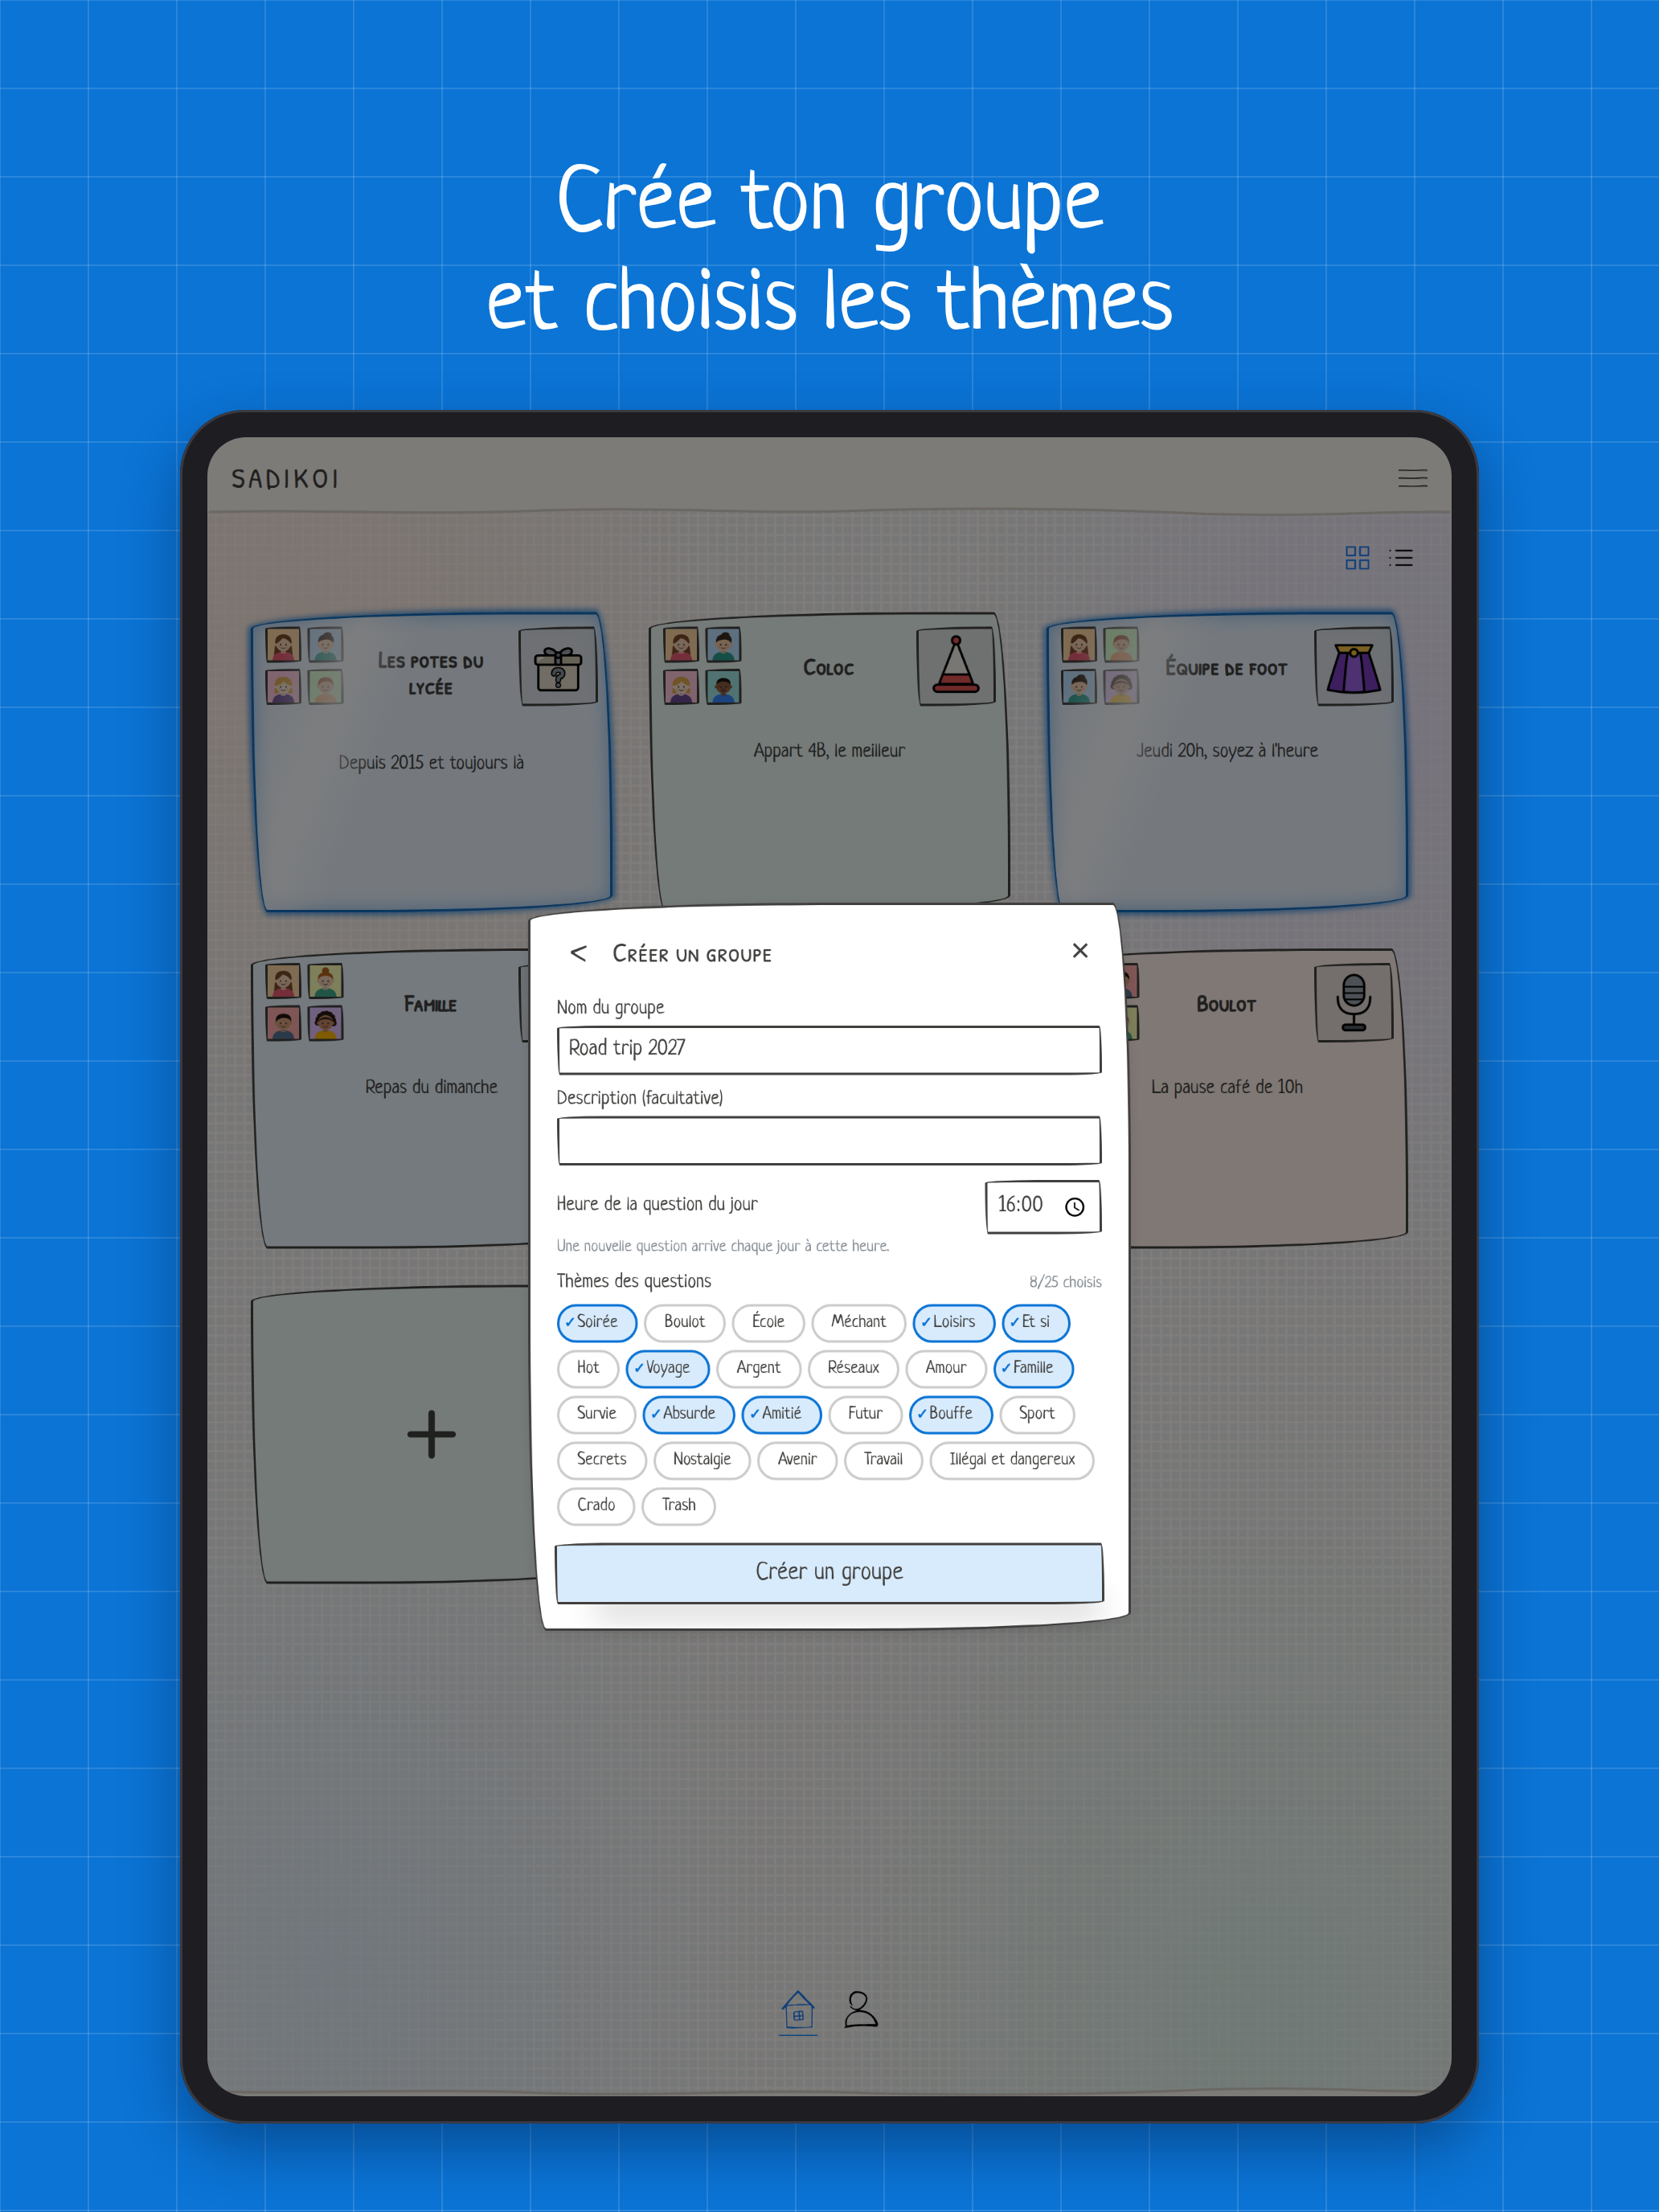 Crée ton groupe
et choisis les thèmes
SADIKOI
Les potes du
lycée
Depuis 2015 et toujours là
Coloc
Appart 4B, le meilleur
Équipe de foot
Jeudi 20h, soyez à l'heure
Famille
Repas du dimanche
Boulot
La pause café de 10h
< Créer un groupe ×
Nom du groupe
Road trip 2027
Description (facultative)
Heure de la question du jour 16:00
Une nouvelle question arrive chaque jour à cette heure.
Thèmes des questions 8/25 choisis
✓Soirée Boulot École Méchant ✓Loisirs ✓Et si
Hot ✓Voyage Argent Réseaux Amour ✓Famille
Survie ✓Absurde ✓Amitié Futur ✓Bouffe Sport
Secrets Nostalgie Avenir Travail Illégal et dangereux
Crado Trash
Créer un groupe